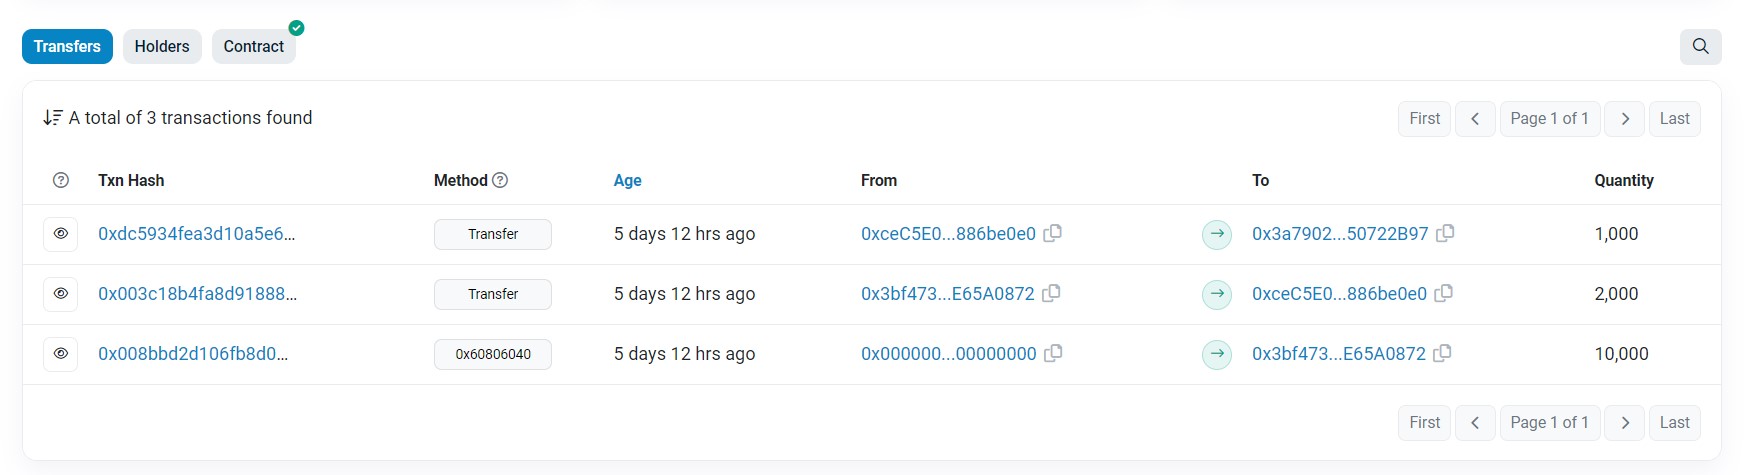 Transfers Holders Contract
A total of 3 transactions found First Page 1 of 1 Last
Txn Hash Method Age From To Quantity
0xdc5934fea3d10a5e6... Transfer 5 days 12 hrs ago 0xceC5E0...886be0e0 0x3a7902...50722B97 1,000
0x003c18b4fa8d91888... Transfer 5 days 12 hrs ago 0x3bf473...E65A0872 0xceC5E0...886be0e0 2,000
0x008bbd2d106fb8d0... 0x60806040 5 days 12 hrs ago 0x000000...00000000 0x3bf473...E65A0872 10,000
First Page 1 of 1 Last